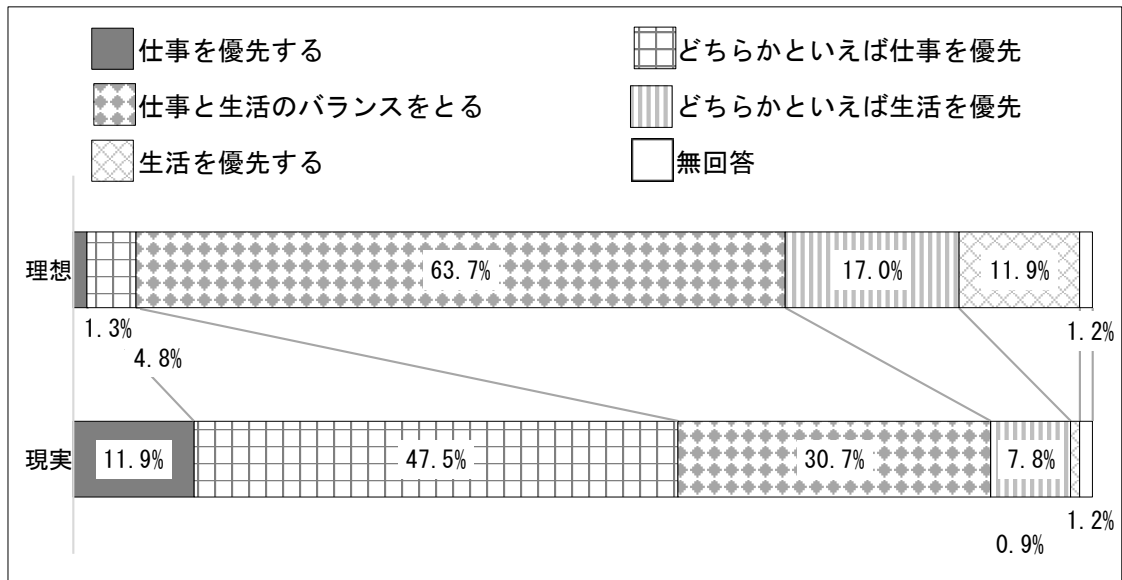 仕事を優先する
どちらかといえば仕事を優先
仕事と生活のバランスをとる
どちらかといえば生活を優先
生活を優先する
無回答
理想
63.7%
17.0%
11.9%
1.3%
4.8%
1.2%
現実
11.9%
47.5%
30.7%
7.8%
0.9%
1.2%